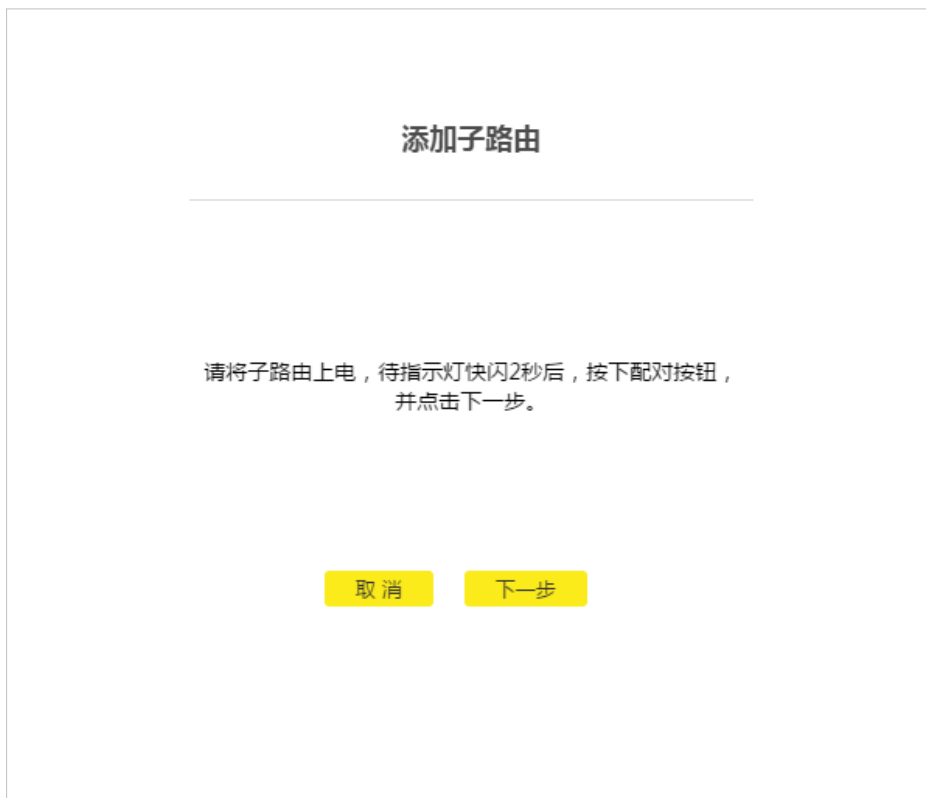 添加子路由
请将子路由上电，待指示灯快闪2秒后，按下配对按钮，
并点击下一步。
取 消
下一步